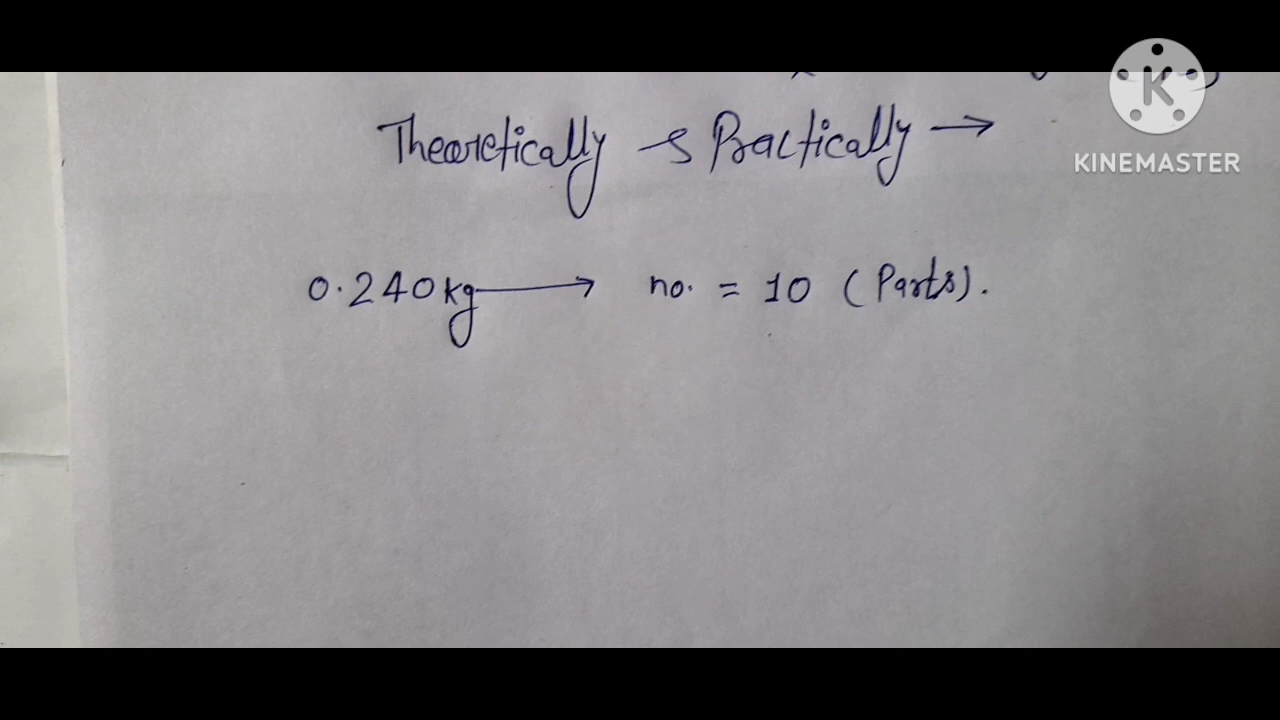 Theoretically & Practically →
K
KINEMASTER
0.240kg → no. = 10 (Parts).